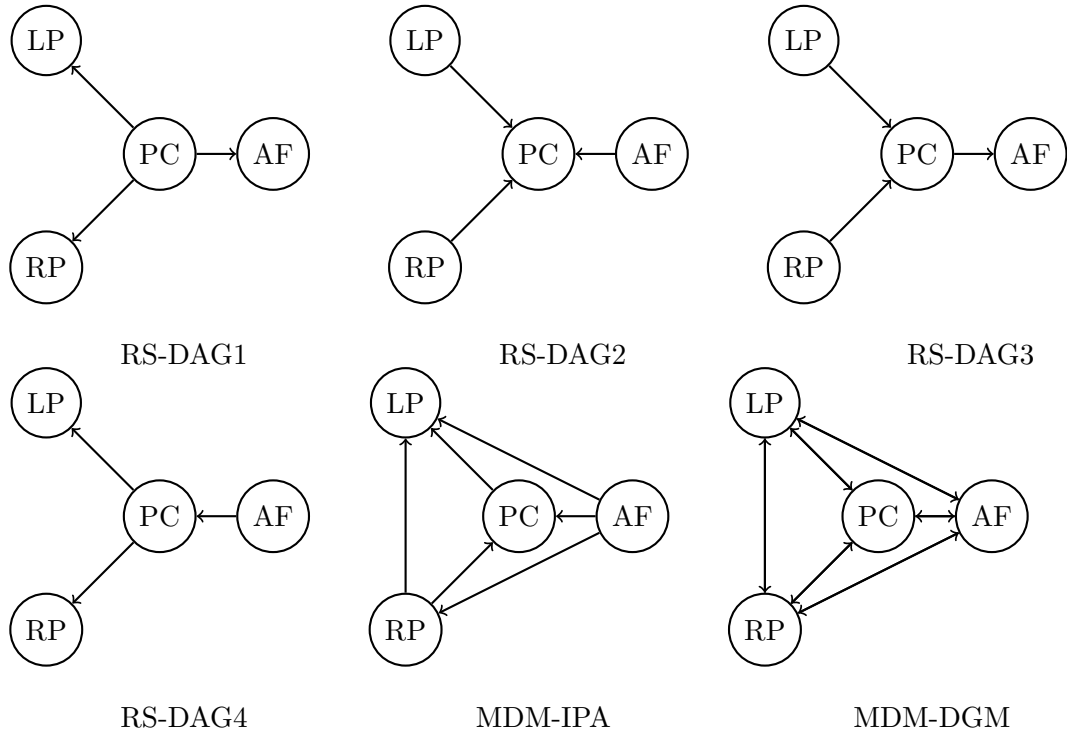 LP LP LP
PC AF PC AF PC AF
RP RP RP
RS-DAG1 RS-DAG2 RS-DAG3
LP LP LP
PC AF PC AF PC AF
RP RP RP
RS-DAG4 MDM-IPA MDM-DGM